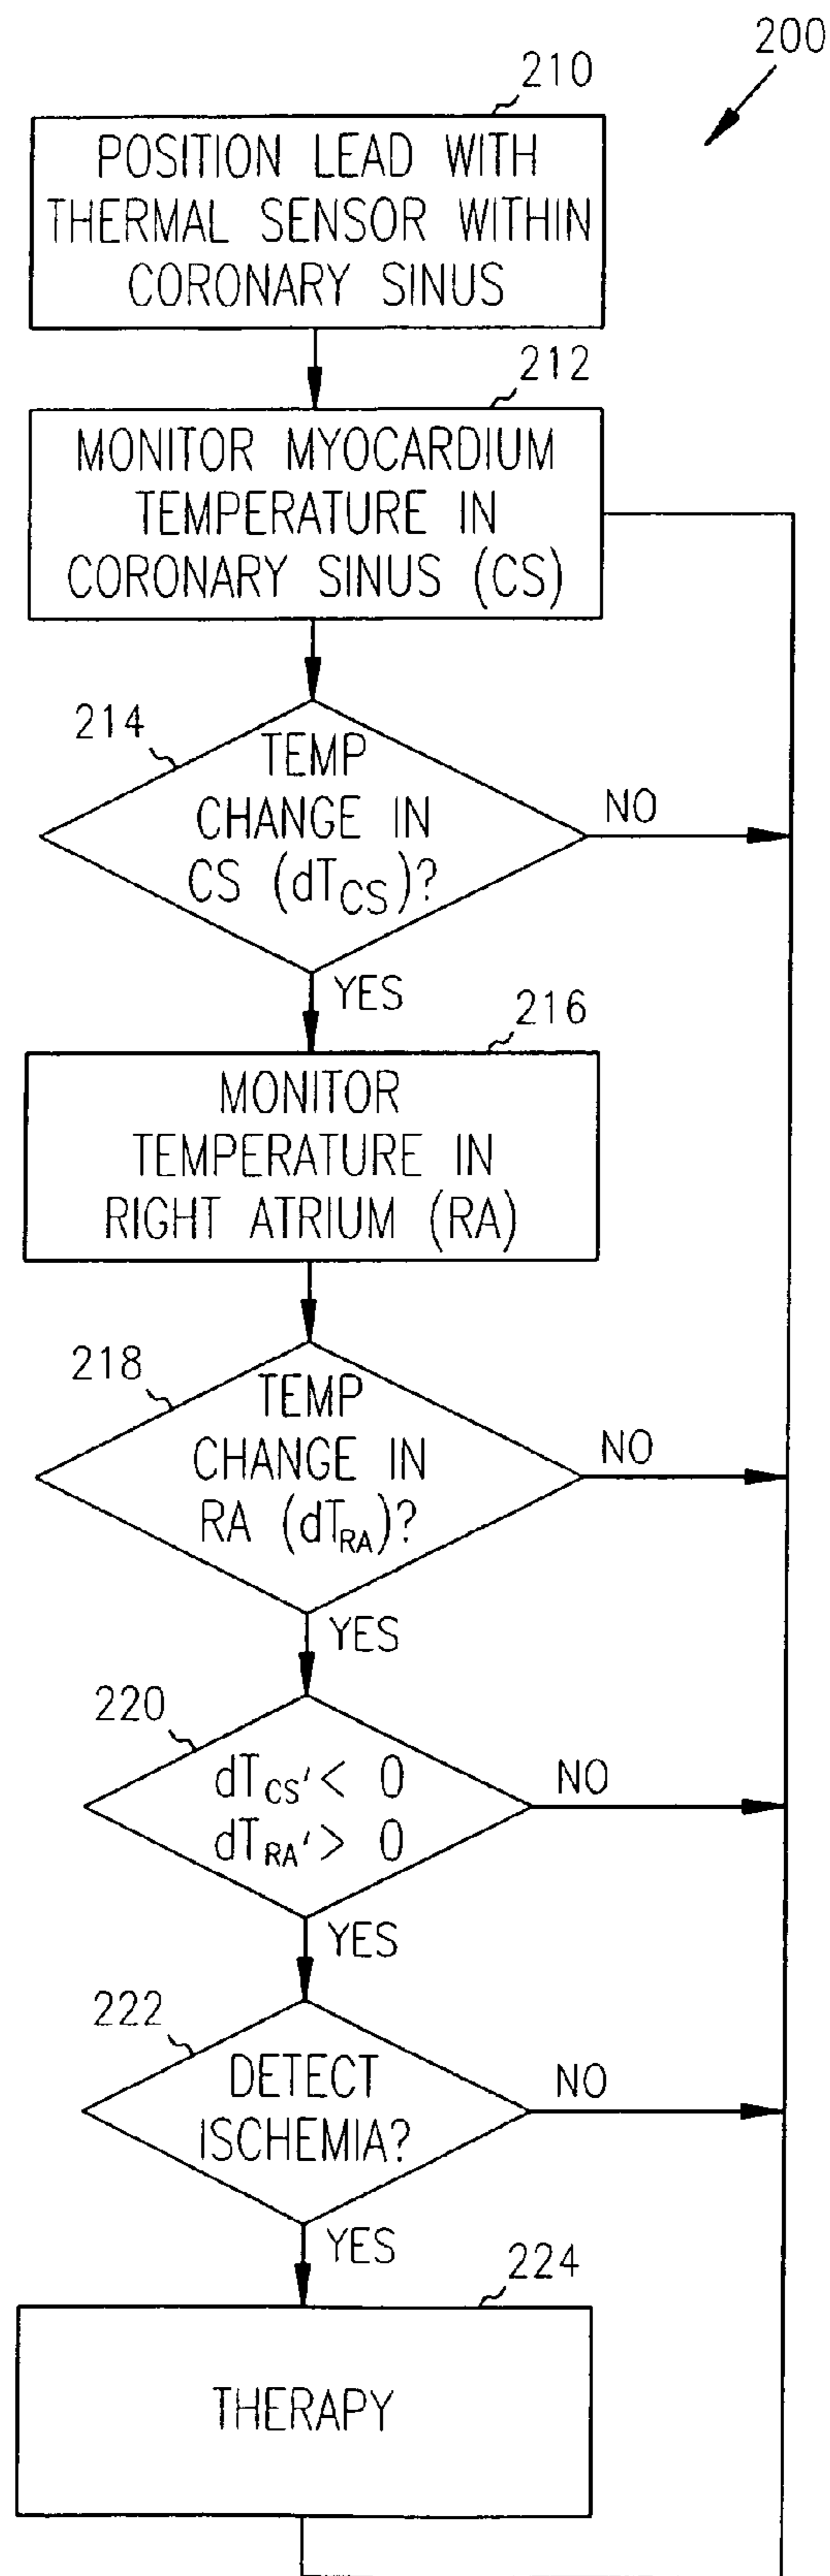 200
210
POSITION LEAD WITH
THERMAL SENSOR WITHIN
CORONARY SINUS
212
MONITOR MYOCARDIUM
TEMPERATURE IN
CORONARY SINUS (CS)
214
TEMP
CHANGE IN
CS (dTCS)?
NO
YES
216
MONITOR
TEMPERATURE IN
RIGHT ATRIUM (RA)
218
TEMP
CHANGE IN
RA (dTRA)?
NO
YES
220
dTCS'< 0
dTRA'> 0
NO
YES
222
DETECT
ISCHEMIA?
NO
YES
224
THERAPY